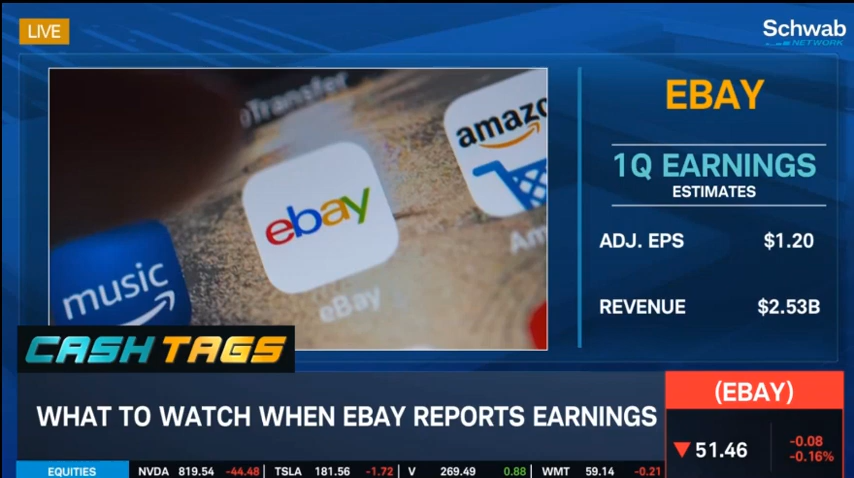 LIVE
Schwab
NETWORK
Transfer
amazo
ebay
eBay
Am
music
EBAY
1Q EARNINGS
ESTIMATES
ADJ. EPS $1.20
REVENUE $2.53B
CASH TAGS
WHAT TO WATCH WHEN EBAY REPORTS EARNINGS
(EBAY)
▼ 51.46 -0.08
-0.16%
EQUITIES NVDA 819.54 -44.48 | TSLA 181.56 -1.72 | V 269.49 0.88 | WMT 59.14 -0.21